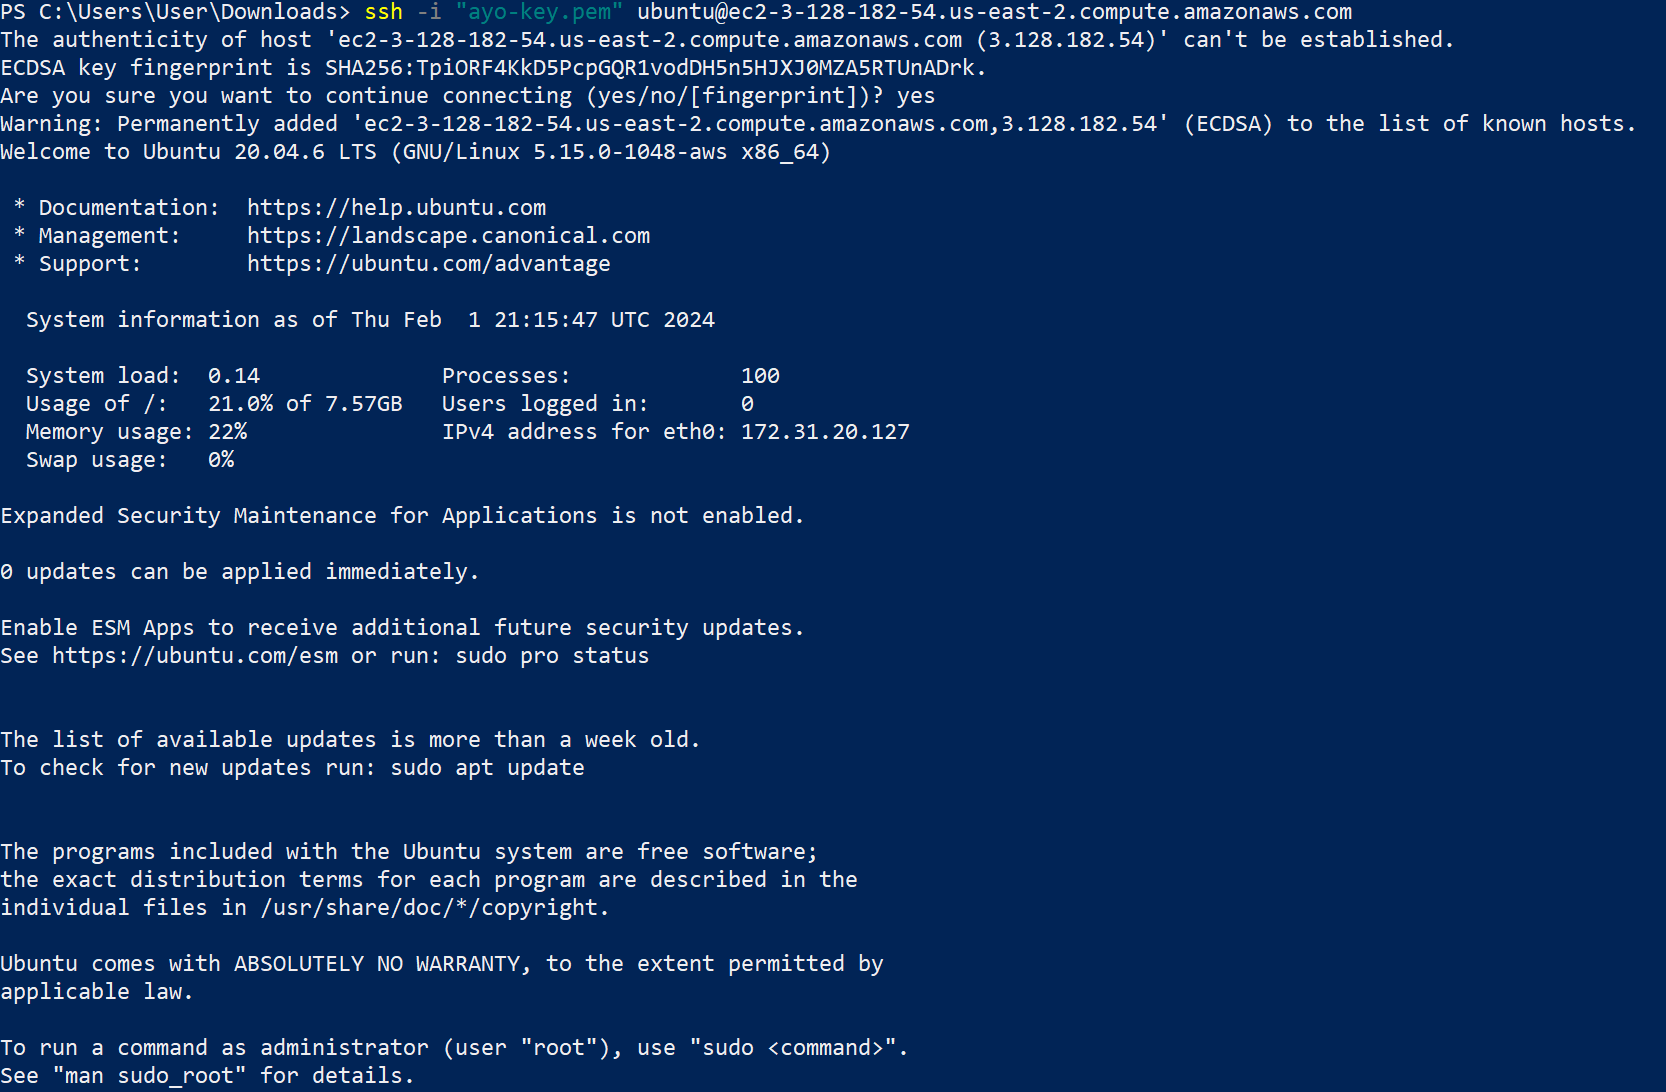 PS C:\Users\User\Downloads> ssh -i "ayo-key.pem" ubuntu@ec2-3-128-182-54.us-east-2.compute.amazonaws.com
The authenticity of host 'ec2-3-128-182-54.us-east-2.compute.amazonaws.com (3.128.182.54)' can't be established.
ECDSA key fingerprint is SHA256:TpiORF4KkD5PcpGQR1vodDH5n5HJXJ0MZA5RTUnADrk.
Are you sure you want to continue connecting (yes/no/[fingerprint])? yes
Warning: Permanently added 'ec2-3-128-182-54.us-east-2.compute.amazonaws.com,3.128.182.54' (ECDSA) to the list of known hosts.
Welcome to Ubuntu 20.04.6 LTS (GNU/Linux 5.15.0-1048-aws x86_64)

 * Documentation:  https://help.ubuntu.com
 * Management:     https://landscape.canonical.com
 * Support:        https://ubuntu.com/advantage

  System information as of Thu Feb  1 21:15:47 UTC 2024

  System load:  0.14              Processes:             100
  Usage of /:   21.0% of 7.57GB   Users logged in:       0
  Memory usage: 22%               IPv4 address for eth0: 172.31.20.127
  Swap usage:   0%

Expanded Security Maintenance for Applications is not enabled.

0 updates can be applied immediately.

Enable ESM Apps to receive additional future security updates.
See https://ubuntu.com/esm or run: sudo pro status


The list of available updates is more than a week old.
To check for new updates run: sudo apt update


The programs included with the Ubuntu system are free software;
the exact distribution terms for each program are described in the
individual files in /usr/share/doc/*/copyright.

Ubuntu comes with ABSOLUTELY NO WARRANTY, to the extent permitted by
applicable law.

To run a command as administrator (user "root"), use "sudo <command>".
See "man sudo_root" for details.